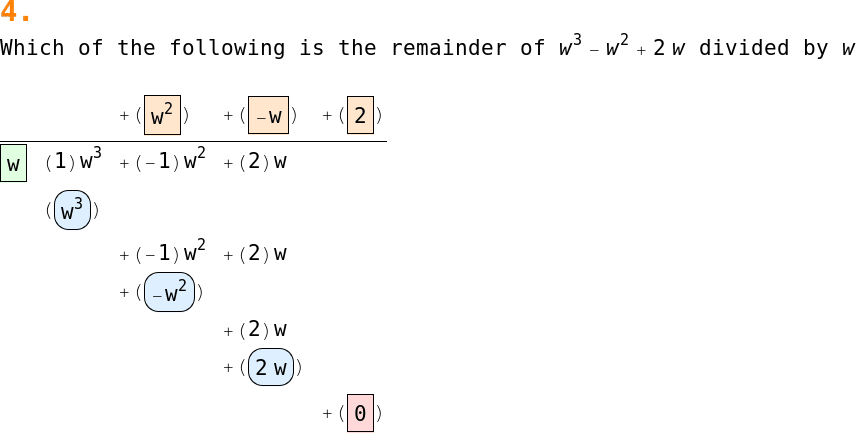 4.
Which of the following is the remainder of w³ − w² + 2 w divided by w
+ ( w² ) + ( −w ) + ( 2 )
w (1) w³ + (−1) w² + (2) w
( w³ )
+ (−1) w² + (2) w
+ ( −w² )
+ (2) w
+ ( 2 w )
+ ( 0 )